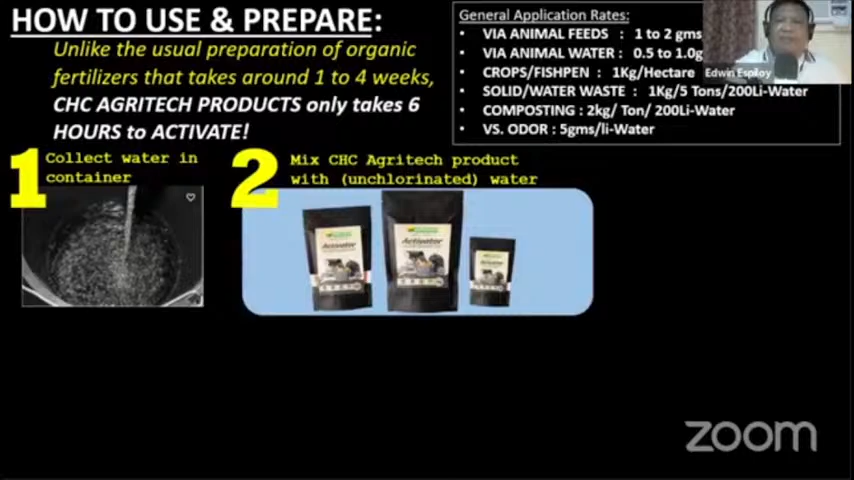 HOW TO USE & PREPARE:
Unlike the usual preparation of organic
fertilizers that takes around 1 to 4 weeks,
CHC AGRITECH PRODUCTS only takes 6
HOURS to ACTIVATE!
General Application Rates:
• VIA ANIMAL FEEDS : 1 to 2 gms
• VIA ANIMAL WATER : 0.5 to 1.0g
• CROPS/FISHPEN : 1Kg/Hectare
• SOLID/WATER WASTE : 1Kg/5 Tons/200Li-Water
• COMPOSTING : 2kg/ Ton/ 200Li-Water
• VS. ODOR : 5gms/li-Water
Edwin Espiloy
1 Collect water in
container
2 Mix CHC Agritech product
with (unchlorinated) water
Activator
Activator
Activator
zoom